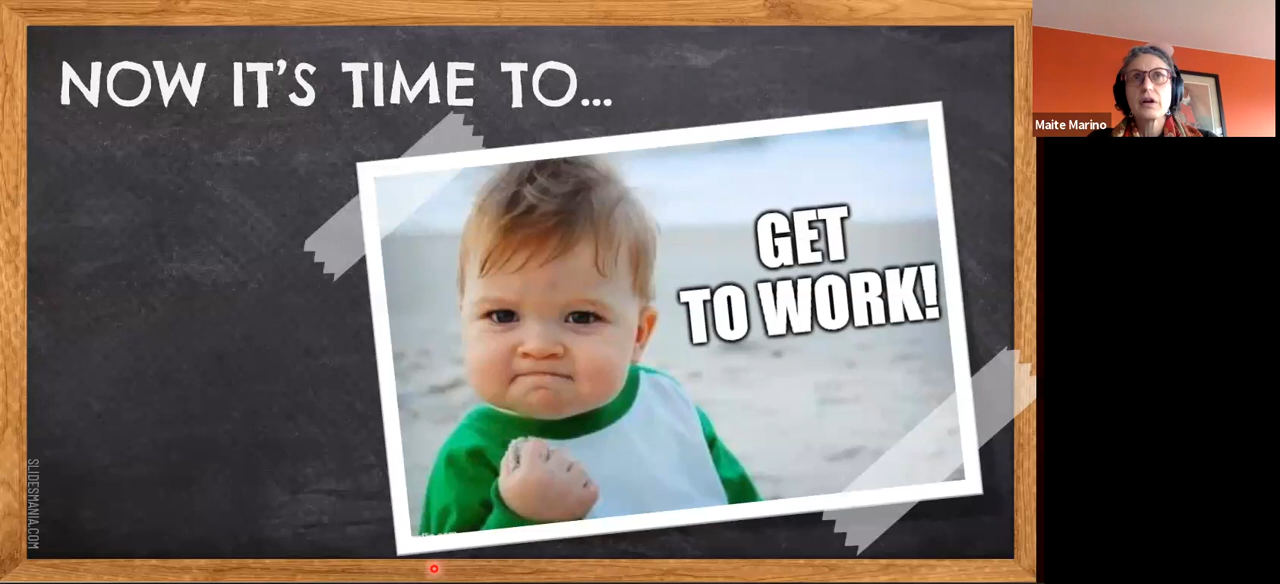 NOW IT'S TIME TO...
GET
TO WORK!
SLIDESMANIA.COM
Maite Marino